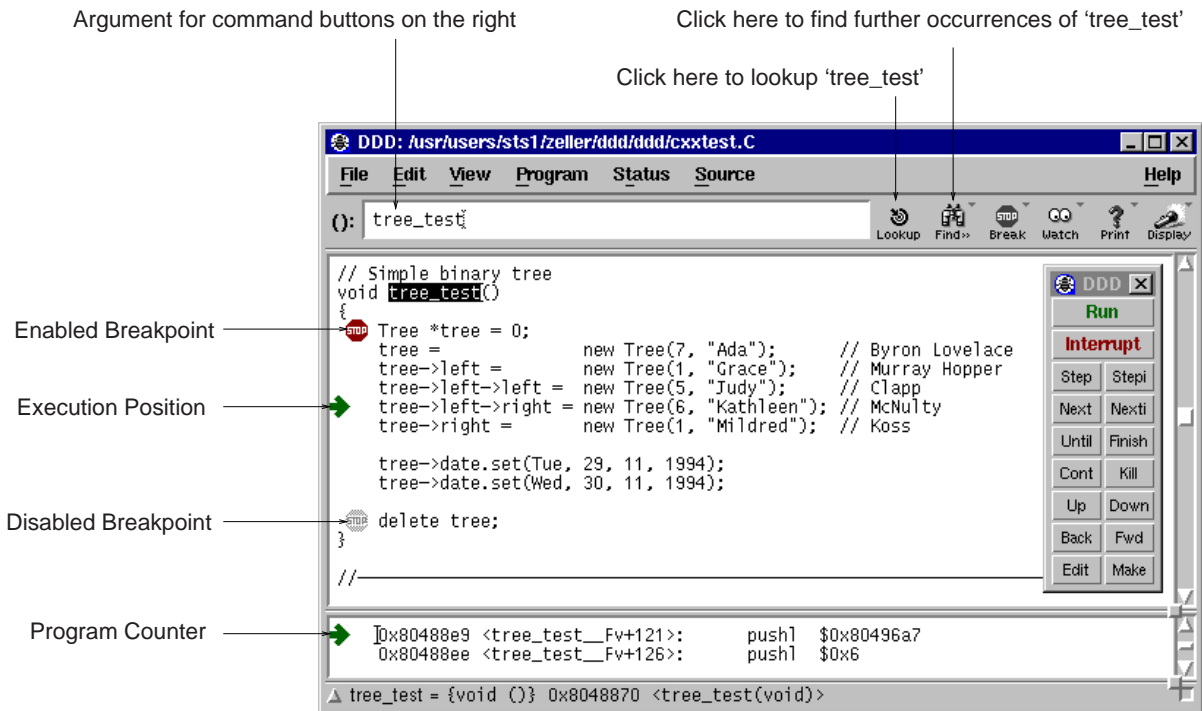 Argument for command buttons on the right
Click here to find further occurrences of ‘tree_test’
Click here to lookup ‘tree_test’
DDD: /usr/users/sts1/zeller/ddd/ddd/cxxtest.C
File Edit View Program Status Source Help
(): tree_test
Lookup Find» Break Watch Print Display
STOP
// Simple binary tree
void tree_test()
{
Enabled Breakpoint
STOP Tree *tree = 0;
tree = new Tree(7, "Ada"); // Byron Lovelace
tree->left = new Tree(1, "Grace"); // Murray Hopper
tree->left->left = new Tree(5, "Judy"); // Clapp
Execution Position
tree->left->right = new Tree(6, "Kathleen"); // McNulty
tree->right = new Tree(1, "Mildred"); // Koss
tree->date.set(Tue, 29, 11, 1994);
tree->date.set(Wed, 30, 11, 1994);
Disabled Breakpoint
STOP delete tree;
}
//
DDD
Run
Interrupt
Step Stepi
Next Nexti
Until Finish
Cont Kill
Up Down
Back Fwd
Edit Make
Program Counter
0x80488e9 <tree_test__Fv+121>: pushl $0x80496a7
0x80488ee <tree_test__Fv+126>: pushl $0x6
tree_test = {void ()} 0x8048870 <tree_test(void)>